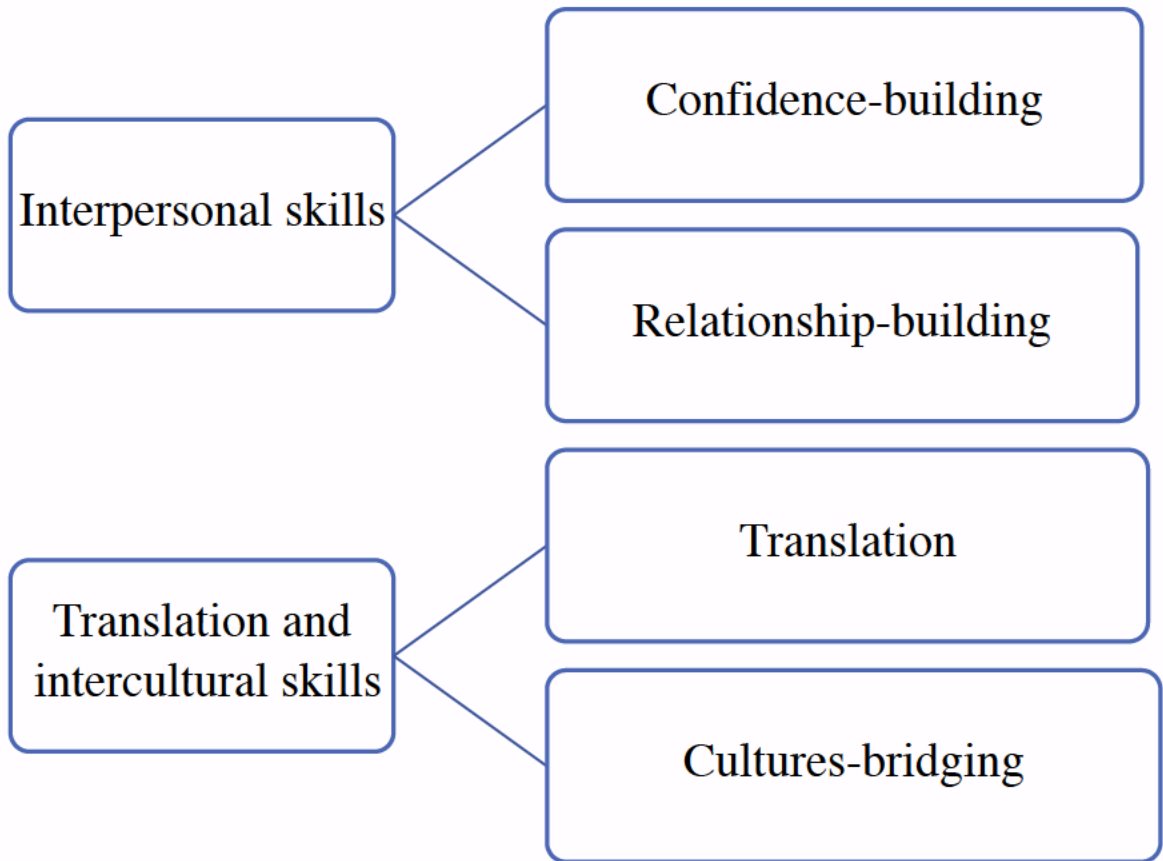 Interpersonal skills
Confidence-building
Relationship-building
Translation and
intercultural skills
Translation
Cultures-bridging